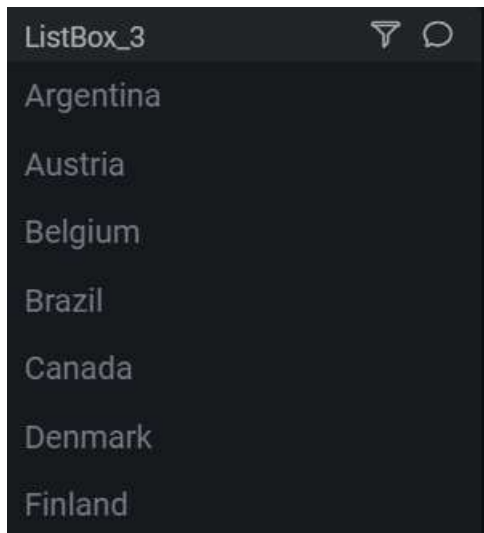 ListBox_3
Argentina
Austria
Belgium
Brazil
Canada
Denmark
Finland